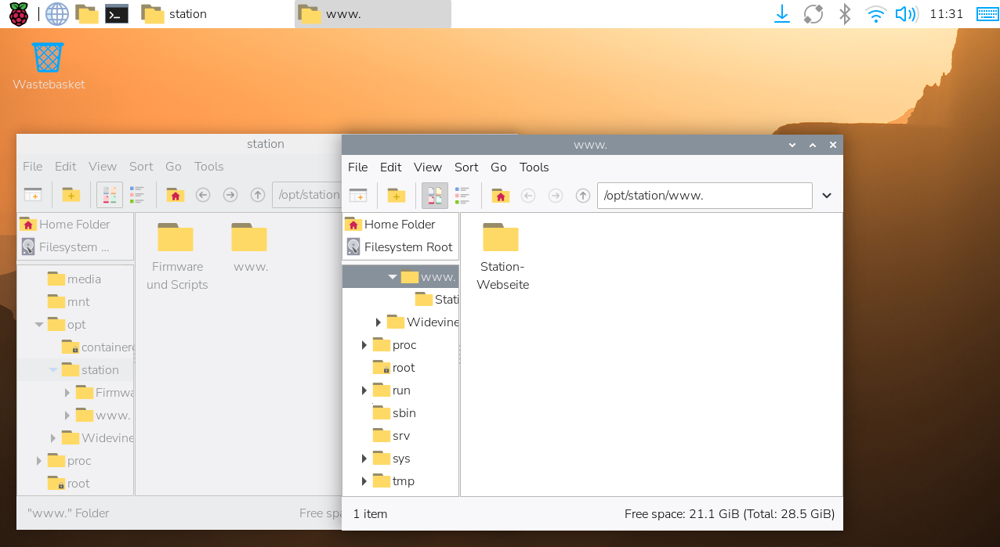 station
www.
11:31
Wastebasket
station
File Edit View Sort Go Tools
/opt/station
Home Folder
Filesystem ...
media
mnt
opt
container
station
Firmwa
www.
Widevine
proc
root
Firmware
und Scripts
www.
"www." Folder
Free spa
www.
File Edit View Sort Go Tools
/opt/station/www.
Home Folder
Filesystem Root
www.
Stati
Widevine
proc
root
run
sbin
srv
sys
tmp
Station-
Webseite
1 item
Free space: 21.1 GiB (Total: 28.5 GiB)